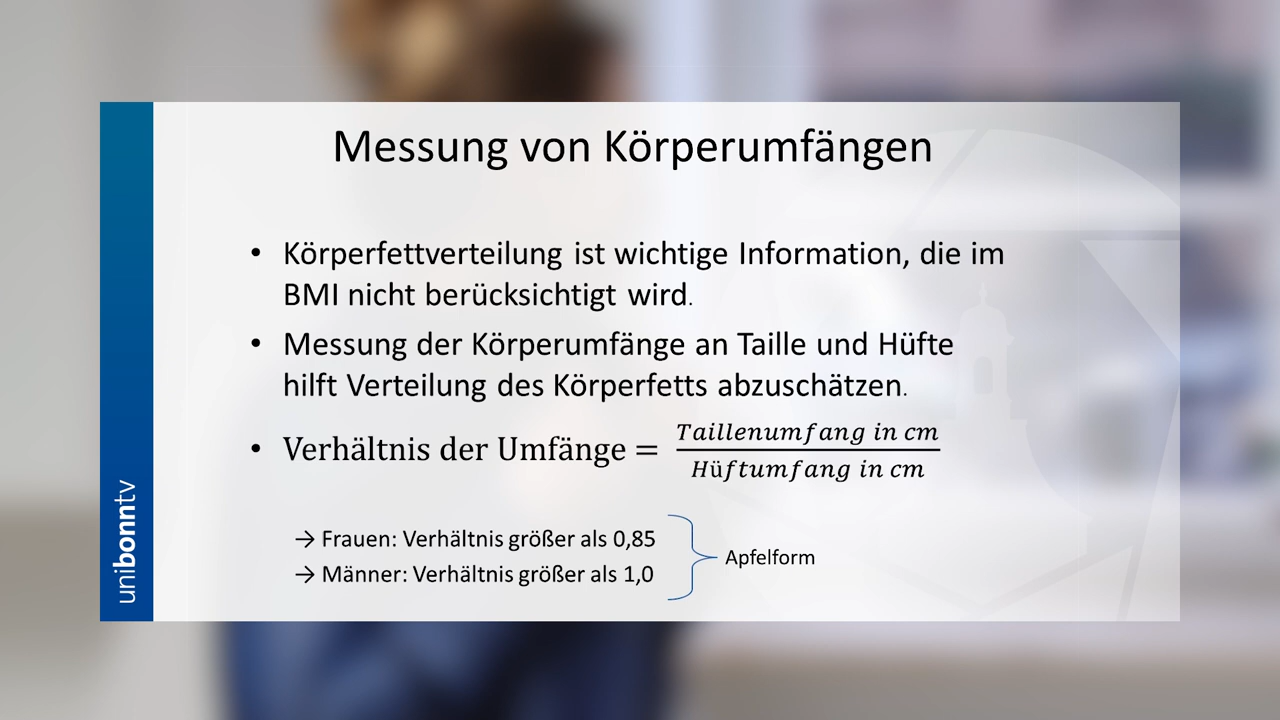 Messung von Körperumfängen
• Körperfettverteilung ist wichtige Information, die im
BMI nicht berücksichtigt wird.
• Messung der Körperumfänge an Taille und Hüfte
hilft Verteilung des Körperfetts abzuschätzen.
• Verhältnis der Umfänge = Taillenumfang in cm
Hüftumfang in cm
→ Frauen: Verhältnis größer als 0,85
→ Männer: Verhältnis größer als 1,0
Apfelform
unibonntv